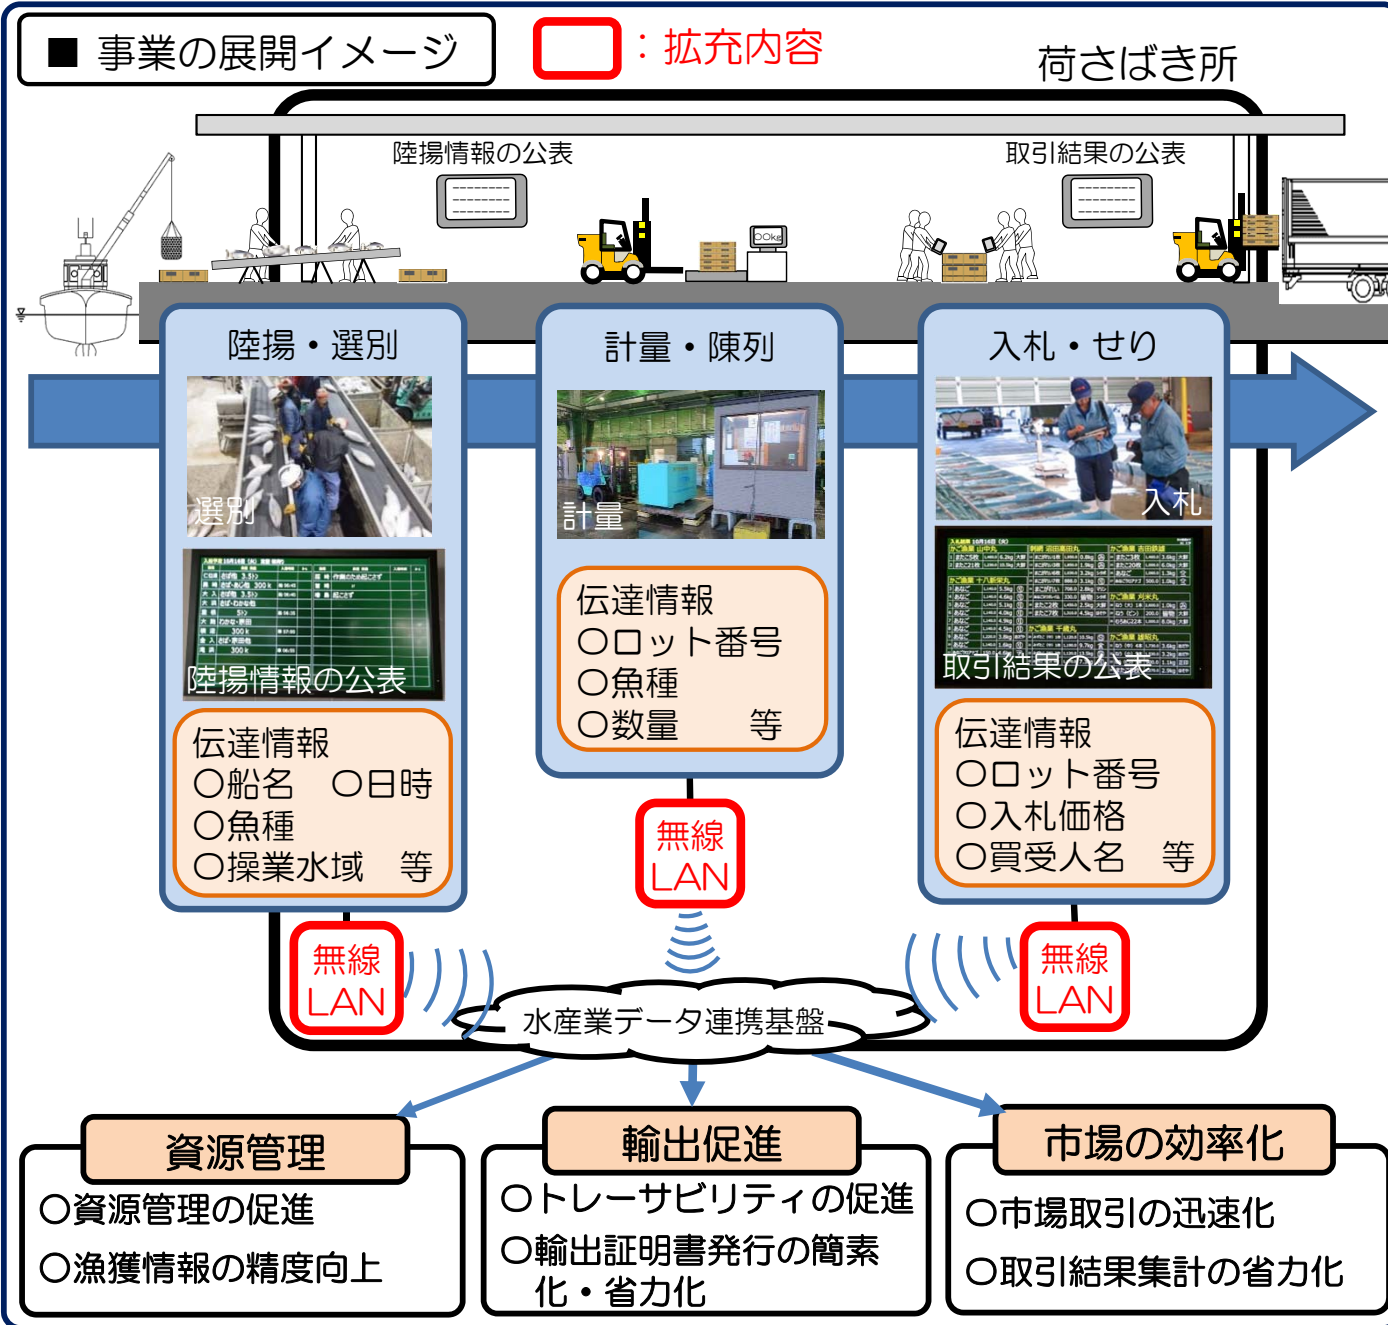 ■ 事業の展開イメージ
：拡充内容
荷さばき所
陸揚情報の公表
取引結果の公表
〇〇kg
陸揚・選別
選別
陸揚情報の公表
伝達情報
〇船名 〇日時
〇魚種
〇操業水域 等
無線
LAN
計量・陳列
計量
伝達情報
〇ロット番号
〇魚種
〇数量 等
無線
LAN
入札・せり
入札
取引結果の公表
伝達情報
〇ロット番号
〇入札価格
〇買受人名 等
無線
LAN
水産業データ連携基盤
資源管理
〇資源管理の促進
〇漁獲情報の精度向上
輸出促進
〇トレーサビリティの促進
〇輸出証明書発行の簡素
化・省力化
市場の効率化
〇市場取引の迅速化
〇取引結果集計の省力化